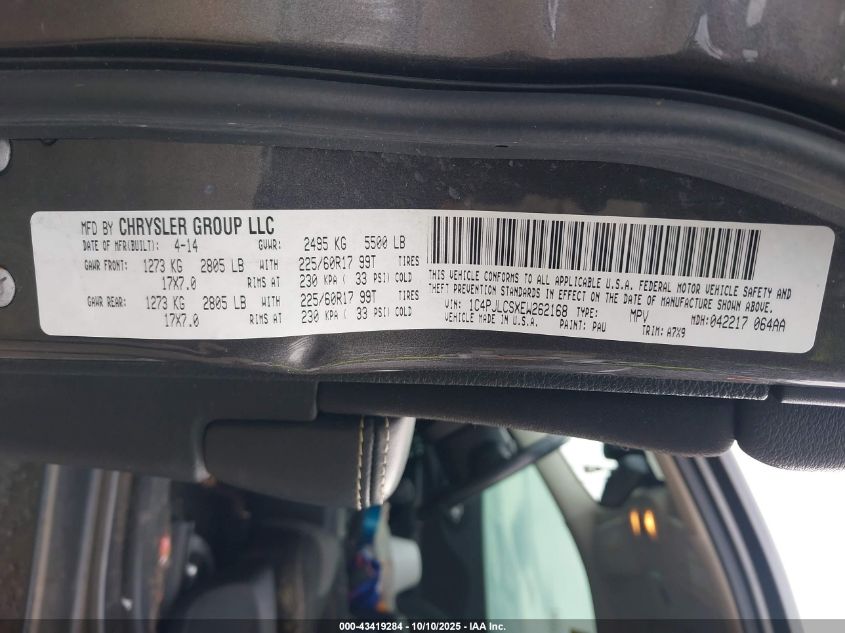 MFD BY CHRYSLER GROUP LLC
DATE OF MFR(BUILT): 4-14 GVWR: 2495 KG 5500 LB
GAWR FRONT: 1273 KG 2805 LB WITH 225/60R17 99T TIRES
17X7.0 RIMS AT 230 KPA ( 33 PSI) COLD
GAWR REAR: 1273 KG 2805 LB WITH 225/60R17 99T TIRES
17X7.0 RIMS AT 230 KPA ( 33 PSI) COLD
THIS VEHICLE CONFORMS TO ALL APPLICABLE U.S.A. FEDERAL MOTOR VEHICLE SAFETY AND
THEFT PREVENTION STANDARDS IN EFFECT ON THE DATE OF MANUFACTURE SHOWN ABOVE.
VIN: 1C4PJLCSXEW262168 TYPE: MPV MDH: 042217 064AA
VEHICLE MADE IN U.S.A. PAINT: PAU TRIM: A7X9
000-43419284 - 10/10/2025 - IAA Inc.